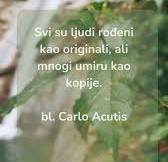 Svi su ljudi rođeni
kao originali, ali
mnogi umiru kao
kopije.
bl. Carlo Acutis